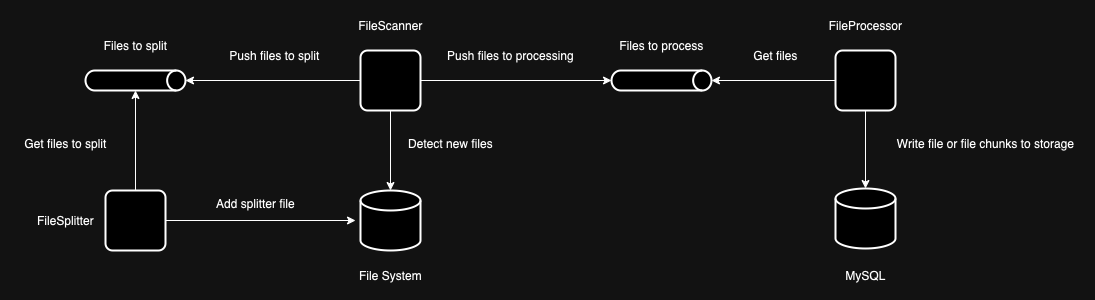 FileScanner
FileProcessor
Files to split
Files to process
Push files to split
Push files to processing
Get files
Get files to split
Detect new files
Write file or file chunks to storage
Add splitter file
FileSplitter
File System
MySQL